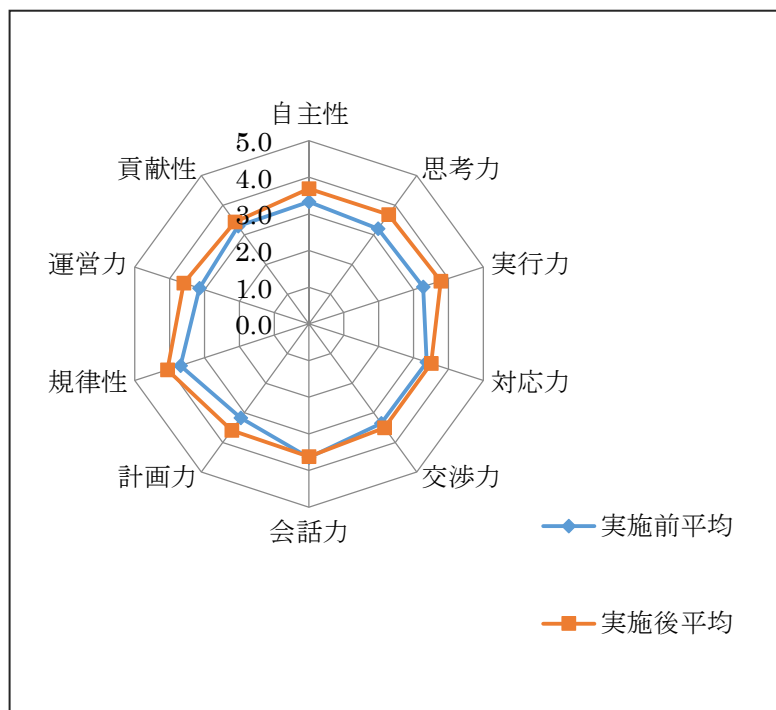 自主性
5.0
貢献性
4.0
思考力
3.0
運営力
2.0
実行力
1.0
0.0
規律性
対応力
計画力
交渉力
会話力
実施前平均
実施後平均